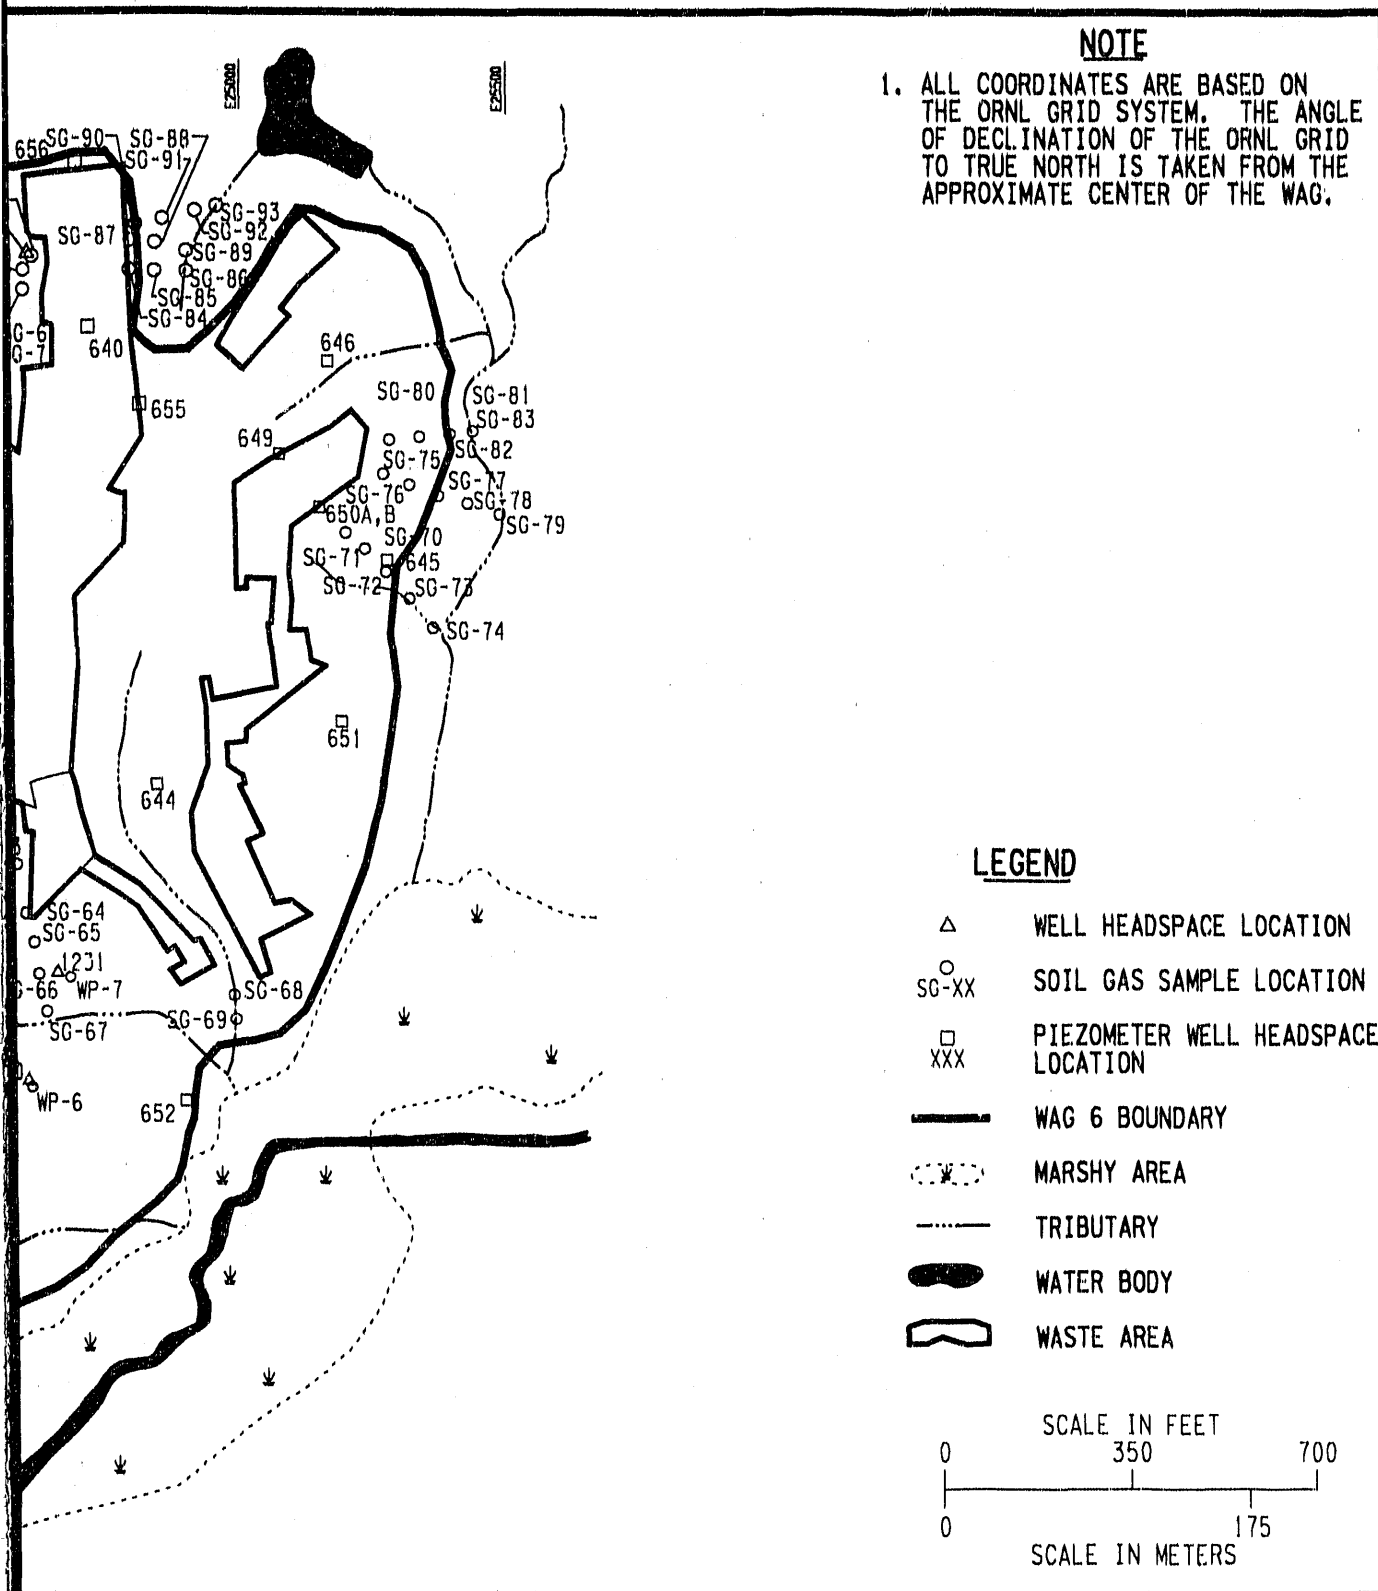 NOTE
1. ALL COORDINATES ARE BASED ON
THE ORNL GRID SYSTEM. THE ANGLE
OF DECLINATION OF THE ORNL GRID
TO TRUE NORTH IS TAKEN FROM THE
APPROXIMATE CENTER OF THE WAG.
E25000
E25500
656
SG-90
SG-88
SG-91
SG-87
SG-93
SG-92
SG-89
SG-86
SG-85
SG-84
G-6
G-7
640
646
655
SG-80
SG-81
SG-83
649
SG-82
SG-75
SG-77
SG-76
SG-78
650A,B
SG-79
SG-70
SG-71
645
SG-72
SG-73
SG-74
651
644
SG-64
SG-65
1231
G-66
WP-7
SG-68
SG-69
SG-67
WP-6
652
LEGEND
WELL HEADSPACE LOCATION
SG-XX
SOIL GAS SAMPLE LOCATION
XXX
PIEZOMETER WELL HEADSPACE
LOCATION
WAG 6 BOUNDARY
MARSHY AREA
TRIBUTARY
WATER BODY
WASTE AREA
SCALE IN FEET
0 350 700
0 175
SCALE IN METERS